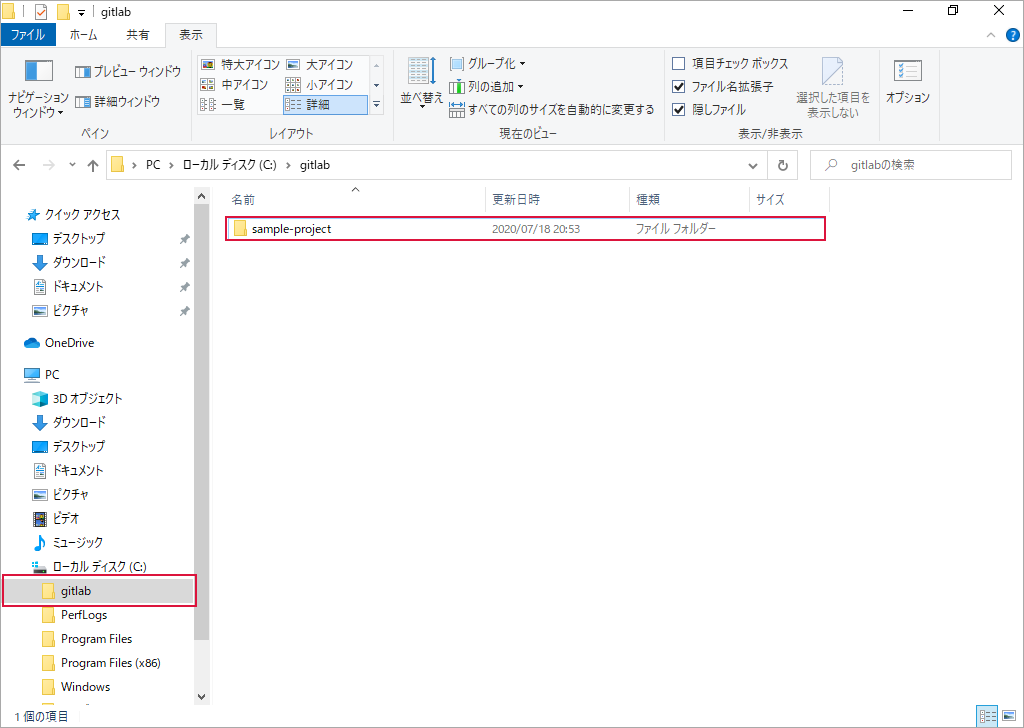 gitlab
ファイル ホーム 共有 表示
ナビゲーション ウィンドウ
プレビュー ウィンドウ
詳細ウィンドウ
ペイン
特大アイコン 大アイコン
中アイコン 小アイコン
一覧 詳細
レイアウト
並べ替え
グループ化
列の追加
すべての列のサイズを自動的に変更する
現在のビュー
項目チェック ボックス
ファイル名拡張子
隠しファイル
選択した項目を
表示しない
表示/非表示
オプション
PC ローカル ディスク (C:) gitlab
gitlabの検索
クイック アクセス
デスクトップ
ダウンロード
ドキュメント
ピクチャ
OneDrive
PC
3D オブジェクト
ダウンロード
デスクトップ
ドキュメント
ピクチャ
ビデオ
ミュージック
ローカル ディスク (C:)
gitlab
PerfLogs
Program Files
Program Files (x86)
Windows
名前 更新日時 種類 サイズ
sample-project 2020/07/18 20:53 ファイル フォルダー
1 個の項目